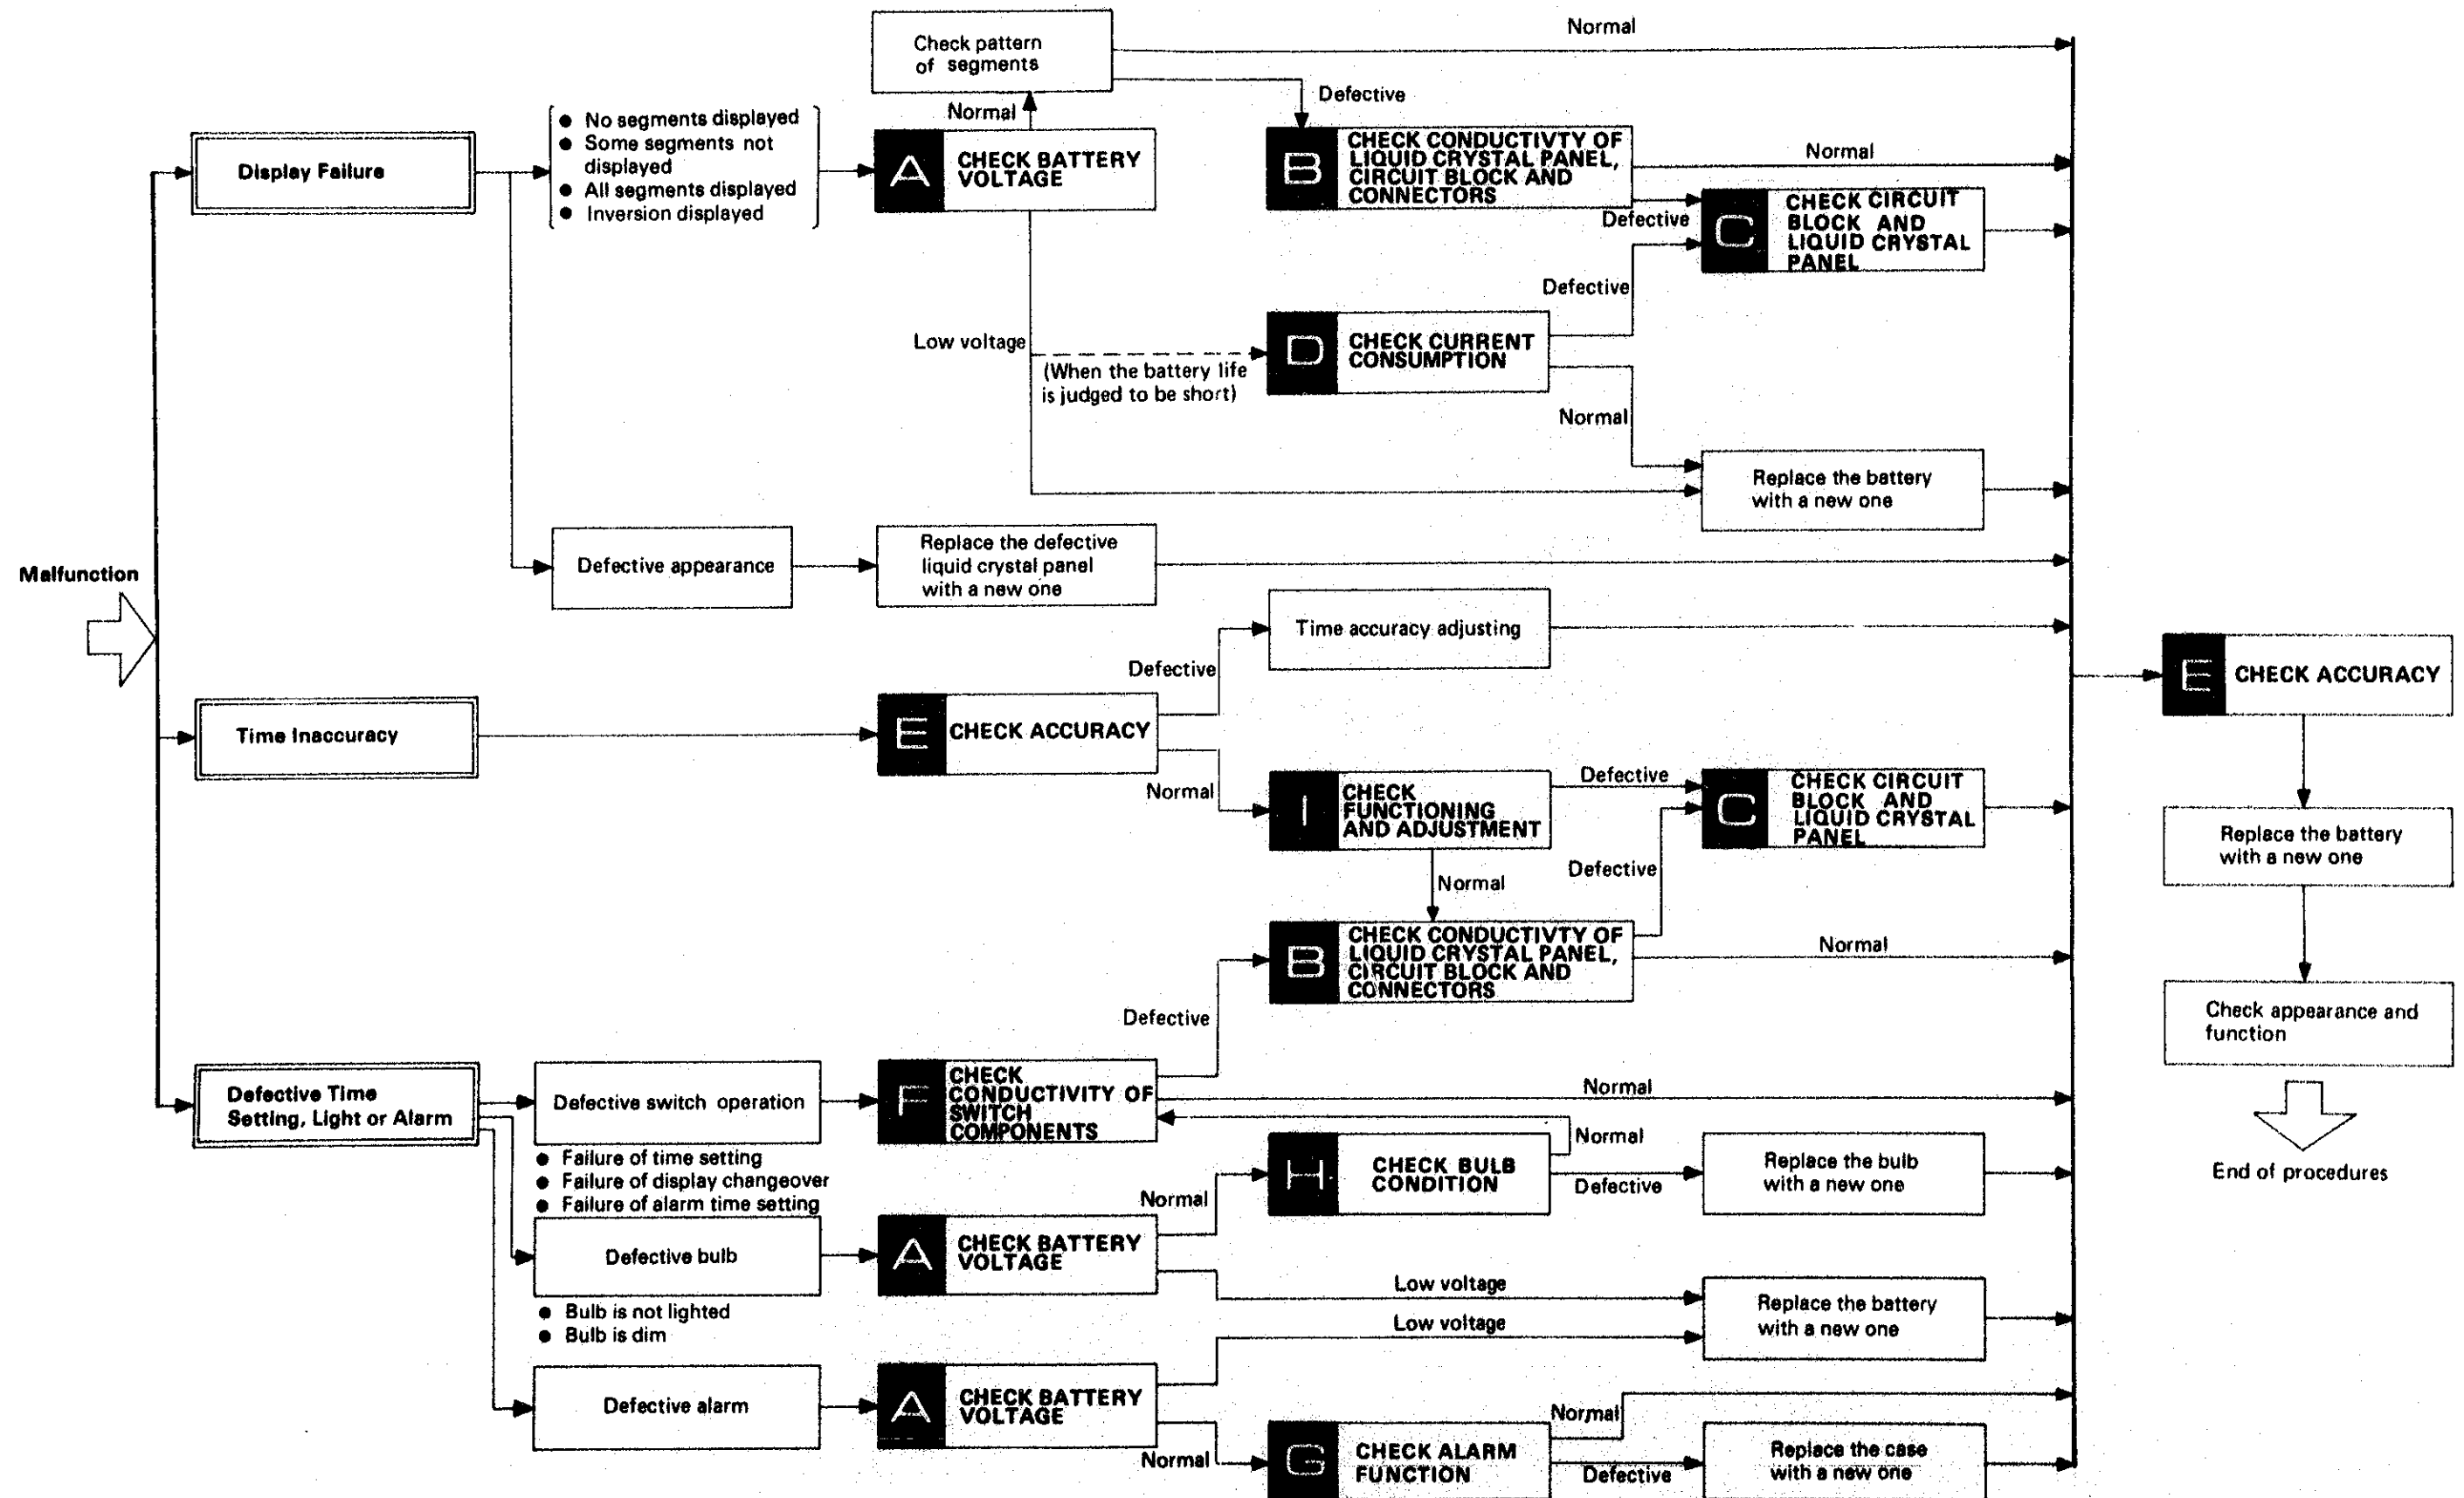 Malfunction
Display Failure
● No segments displayed
● Some segments not
displayed
● All segments displayed
● Inversion displayed
Check pattern
of segments
Normal
Defective
Normal
A
CHECK BATTERY
VOLTAGE
B
CHECK CONDUCTIVTY OF
LIQUID CRYSTAL PANEL,
CIRCUIT BLOCK AND
CONNECTORS
Normal
Defective
C
CHECK CIRCUIT
BLOCK AND
LIQUID CRYSTAL
PANEL
Low voltage
(When the battery life
is judged to be short)
D
CHECK CURRENT
CONSUMPTION
Defective
Normal
Replace the battery
with a new one
Defective appearance
Replace the defective
liquid crystal panel
with a new one
Time Inaccuracy
E
CHECK ACCURACY
Defective
Time accuracy adjusting
Normal
I
CHECK
FUNCTIONING
AND ADJUSTMENT
Defective
C
CHECK CIRCUIT
BLOCK AND
LIQUID CRYSTAL
PANEL
Normal
Defective
B
CHECK CONDUCTIVTY OF
LIQUID CRYSTAL PANEL,
CIRCUIT BLOCK AND
CONNECTORS
Normal
Defective
Defective Time
Setting, Light or Alarm
Defective switch operation
● Failure of time setting
● Failure of display changeover
● Failure of alarm time setting
F
CHECK
CONDUCTIVITY OF
SWITCH
COMPONENTS
Normal
Defective bulb
● Bulb is not lighted
● Bulb is dim
A
CHECK BATTERY
VOLTAGE
Normal
H
CHECK BULB
CONDITION
Normal
Defective
Replace the bulb
with a new one
Low voltage
Low voltage
Replace the battery
with a new one
Defective alarm
A
CHECK BATTERY
VOLTAGE
Normal
G
CHECK ALARM
FUNCTION
Normal
Defective
Replace the case
with a new one
E
CHECK ACCURACY
Replace the battery
with a new one
Check appearance and
function
End of procedures